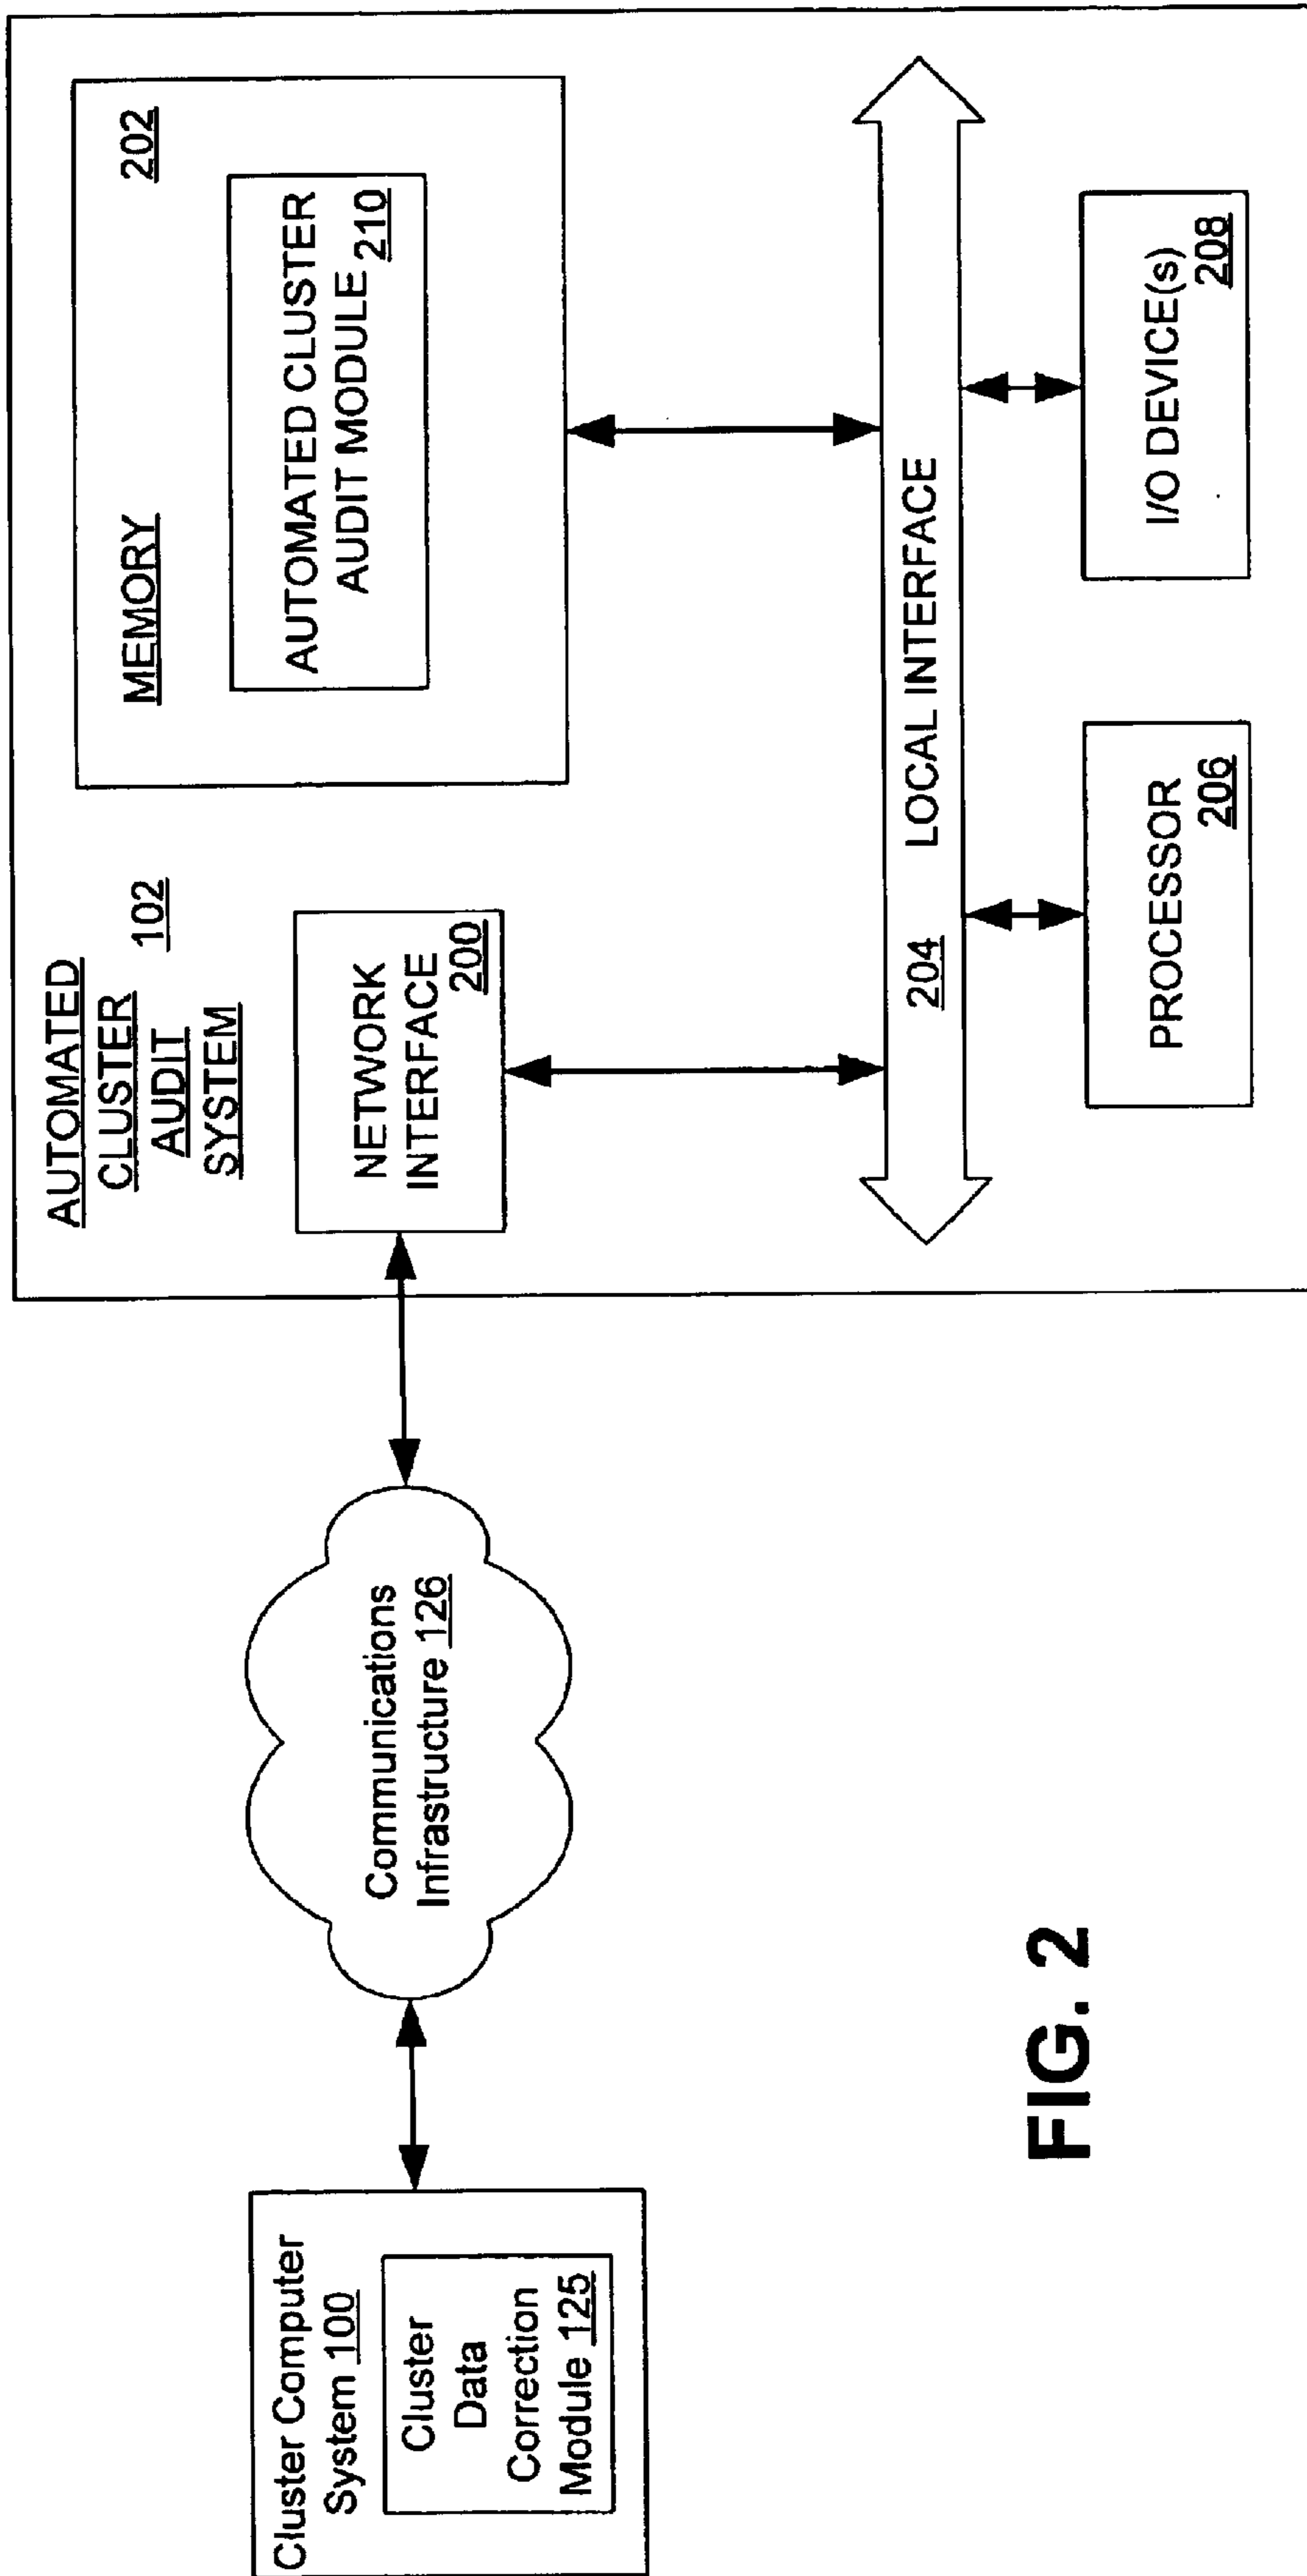 Cluster Computer
System 100
Cluster
Data
Correction
Module 125
Communications
Infrastructure 126
AUTOMATED
CLUSTER 102
AUDIT
SYSTEM
NETWORK
INTERFACE
200
MEMORY 202
AUTOMATED CLUSTER
AUDIT MODULE
210
204 LOCAL INTERFACE
PROCESSOR
206
I/O DEVICE(s)
208
FIG. 2